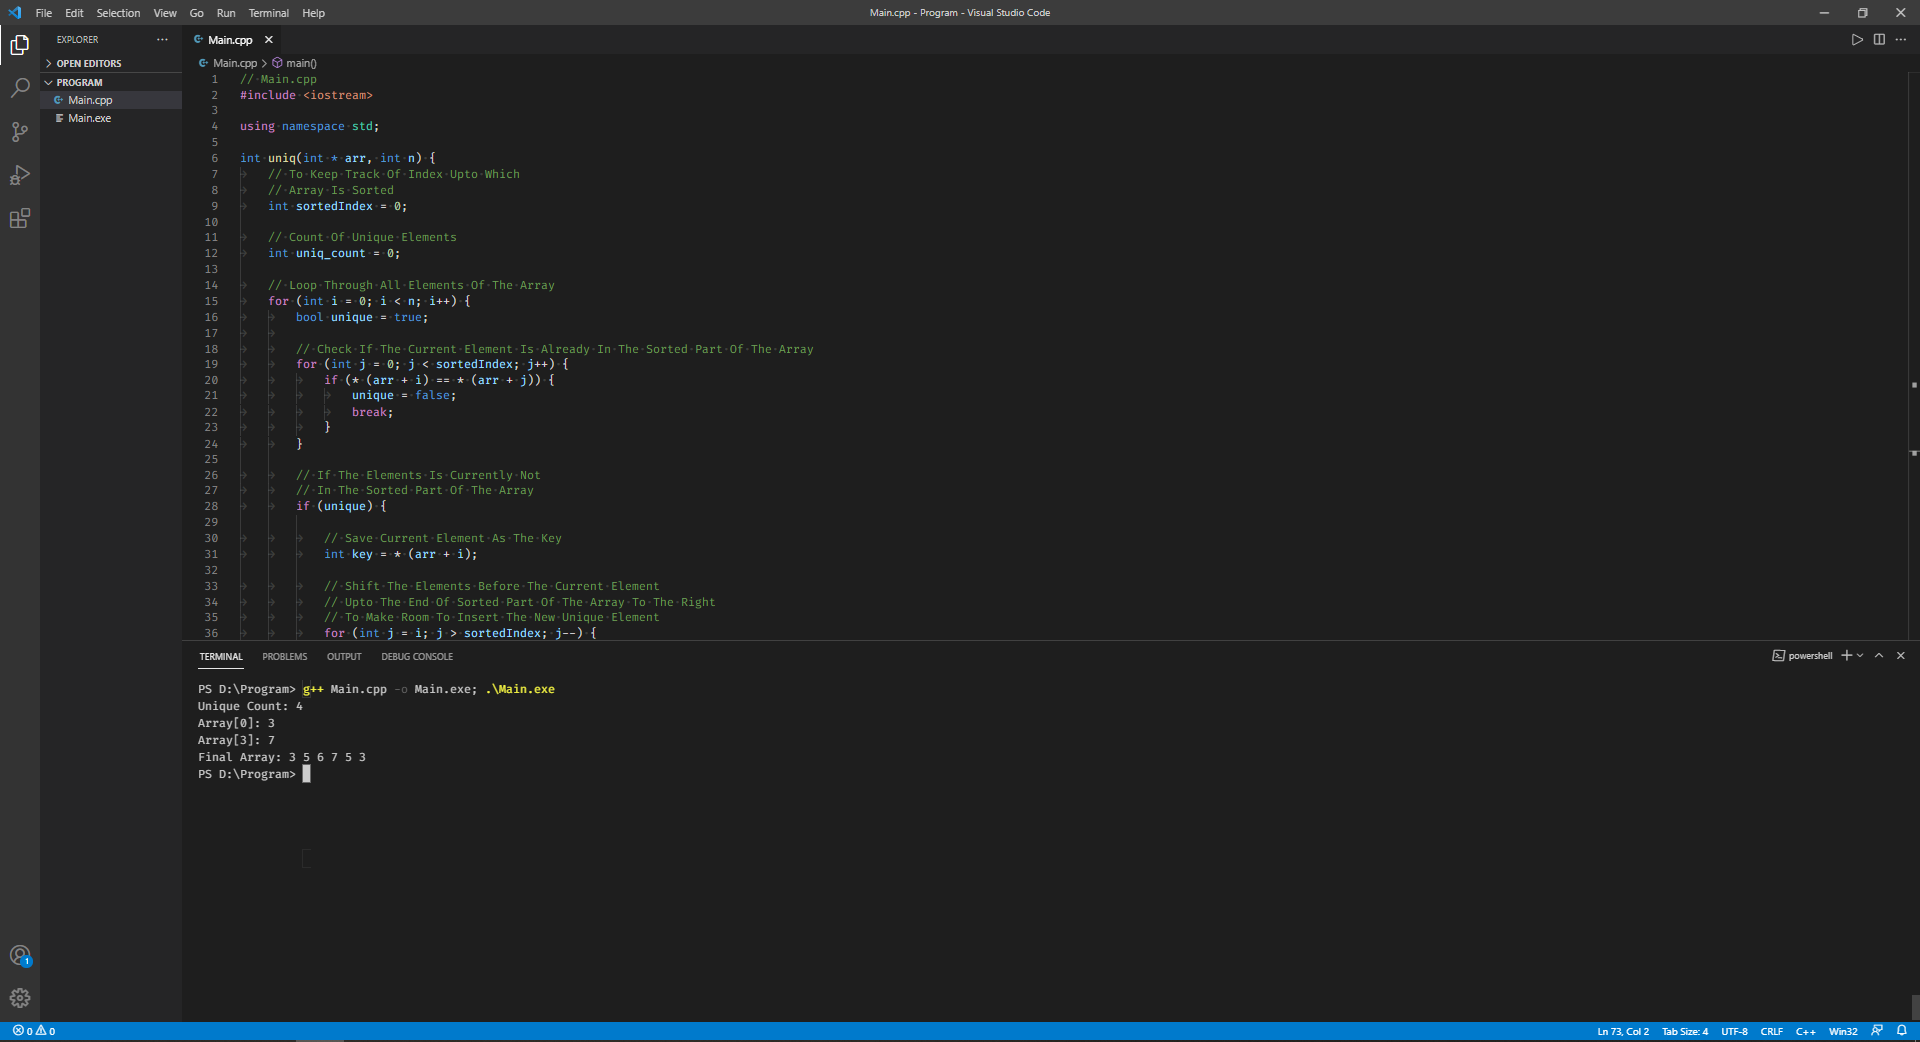 File Edit Selection View Go Run Terminal Help
Main.cpp - Program - Visual Studio Code
EXPLORER
OPEN EDITORS
PROGRAM
Main.cpp
Main.exe
Main.cpp
Main.cpp > main()
1 // Main.cpp
2 #include <iostream>
3
4 using namespace std;
5
6 int uniq(int * arr, int n) {
7 // To Keep Track Of Index Upto Which
8 // Array Is Sorted
9 int sortedIndex = 0;
10
11 // Count Of Unique Elements
12 int uniq_count = 0;
13
14 // Loop Through All Elements Of The Array
15 for (int i = 0; i < n; i++) {
16 bool unique = true;
17
18 // Check If The Current Element Is Already In The Sorted Part Of The Array
19 for (int j = 0; j < sortedIndex; j++) {
20 if (* (arr + i) == * (arr + j)) {
21 unique = false;
22 break;
23 }
24 }
25
26 // If The Elements Is Currently Not
27 // In The Sorted Part Of The Array
28 if (unique) {
29
30 // Save Current Element As The Key
31 int key = * (arr + i);
32
33 // Shift The Elements Before The Current Element
34 // Upto The End Of Sorted Part Of The Array To The Right
35 // To Make Room To Insert The New Unique Element
36 for (int j = i; j > sortedIndex; j--) {
TERMINAL PROBLEMS OUTPUT DEBUG CONSOLE
powershell
PS D:\Program> g++ Main.cpp -o Main.exe; .\Main.exe
Unique Count: 4
Array[0]: 3
Array[3]: 7
Final Array: 3 5 6 7 5 3
PS D:\Program>
1
0 0
Ln 73, Col 2 Tab Size: 4 UTF-8 CRLF C++ Win32